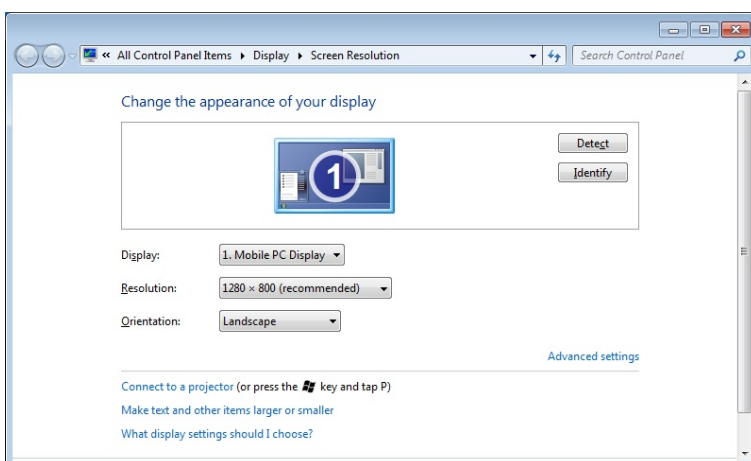 « All Control Panel Items ▸ Display ▸ Screen Resolution
Search Control Panel
Change the appearance of your display
1
Detect
Identify
Display: 1. Mobile PC Display
Resolution: 1280 × 800 (recommended)
Orientation: Landscape
Advanced settings
Connect to a projector (or press the key and tap P)
Make text and other items larger or smaller
What display settings should I choose?